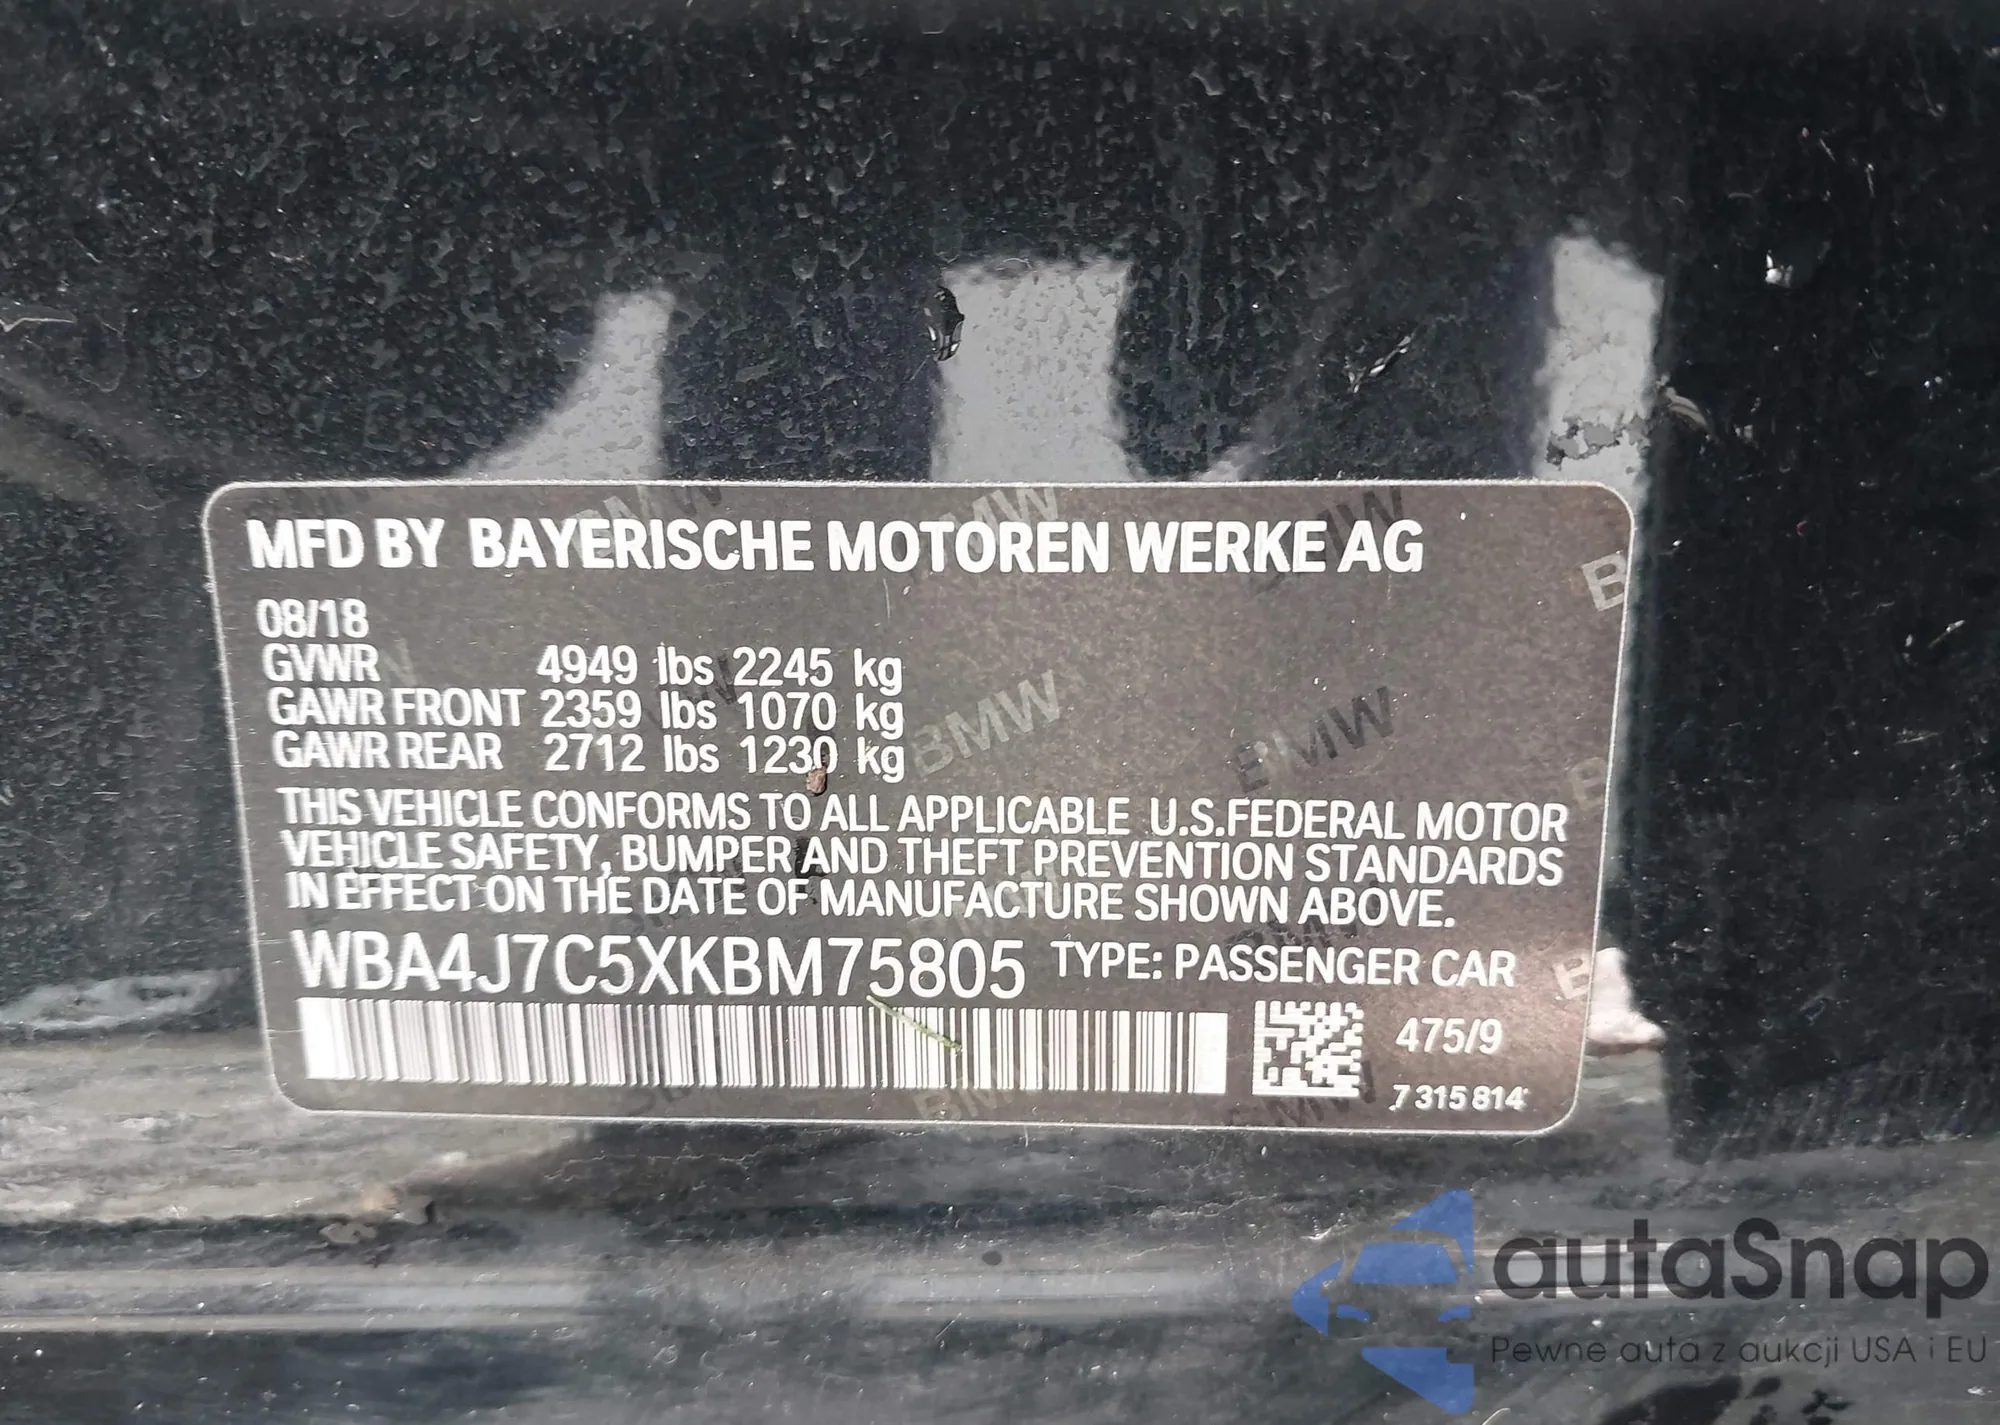 MFD BY BAYERISCHE MOTOREN WERKE AG
08/18
GVWR 4949 lbs 2245 kg
GAWR FRONT 2359 lbs 1070 kg
GAWR REAR 2712 lbs 1230 kg
THIS VEHICLE CONFORMS TO ALL APPLICABLE U.S.FEDERAL MOTOR
VEHICLE SAFETY, BUMPER AND THEFT PREVENTION STANDARDS
IN EFFECT ON THE DATE OF MANUFACTURE SHOWN ABOVE.
WBA4J7C5XKBM75805 TYPE: PASSENGER CAR
475/9
7 315 814
autaSnap
Pewne auta z aukcji USA i EU